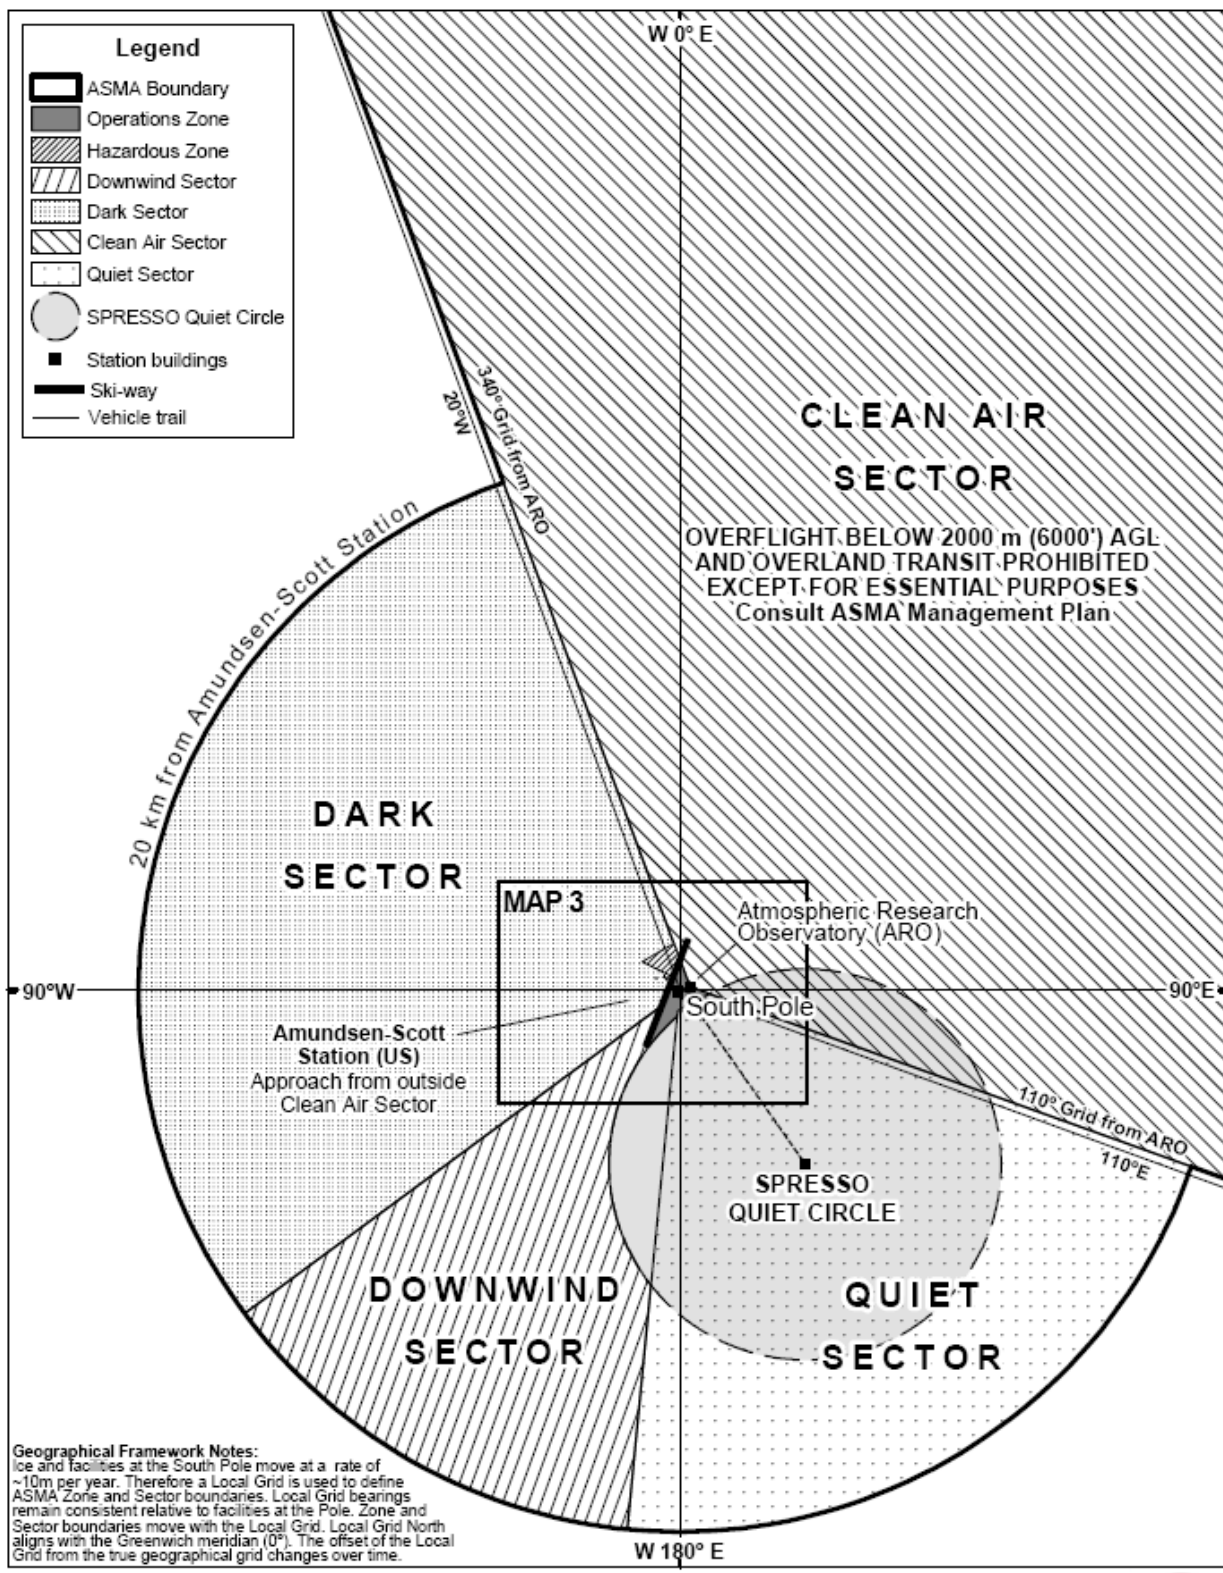 Legend
ASMA Boundary
Operations Zone
Hazardous Zone
Downwind Sector
Dark Sector
Clean Air Sector
Quiet Sector
SPRESSO Quiet Circle
Station buildings
Ski-way
Vehicle trail
W 0° E
340° Grid from ARO
20°W
CLEAN AIR
SECTOR
OVERFLIGHT BELOW 2000 m (6000') AGL
AND OVERLAND TRANSIT PROHIBITED
EXCEPT FOR ESSENTIAL PURPOSES
Consult ASMA Management Plan
20 km from Amundsen-Scott Station
DARK
SECTOR
MAP 3
Atmospheric Research
Observatory (ARO)
90°W
90°E
South Pole
Amundsen-Scott
Station (US)
Approach from outside
Clean Air Sector
110° Grid from ARO
110°E
SPRESSO
QUIET CIRCLE
DOWNWIND
SECTOR
QUIET
SECTOR
Geographical Framework Notes:
Ice and facilities at the South Pole move at a rate of
~10m per year. Therefore a Local Grid is used to define
ASMA Zone and Sector boundaries. Local Grid bearings
remain consistent relative to facilities at the Pole. Zone and
Sector boundaries move with the Local Grid. Local Grid North
aligns with the Greenwich meridian (0°). The offset of the Local
Grid from the true geographical grid changes over time.
W 180° E